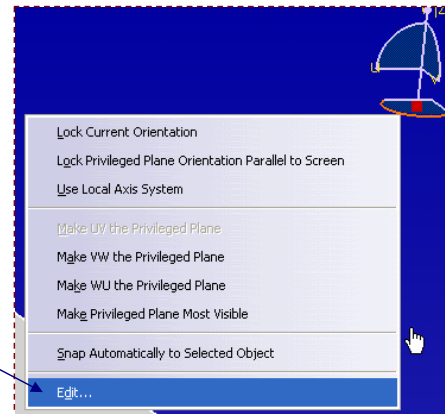 Lock Current Orientation
Lock Privileged Plane Orientation Parallel to Screen
Use Local Axis System
Make UV the Privileged Plane
Make VW the Privileged Plane
Make WU the Privileged Plane
Make Privileged Plane Most Visible
Snap Automatically to Selected Object
Edit...